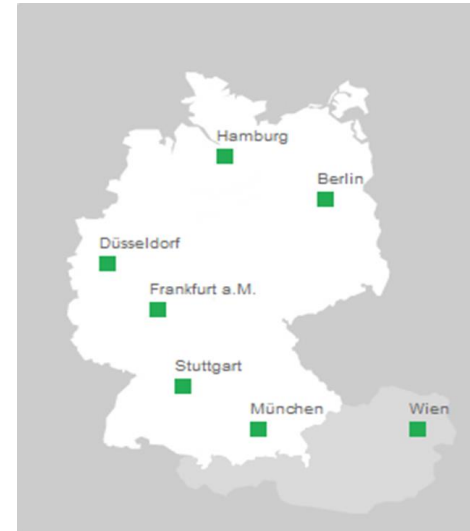 Hamburg
Berlin
Düsseldorf
Frankfurt a.M.
Stuttgart
München
Wien